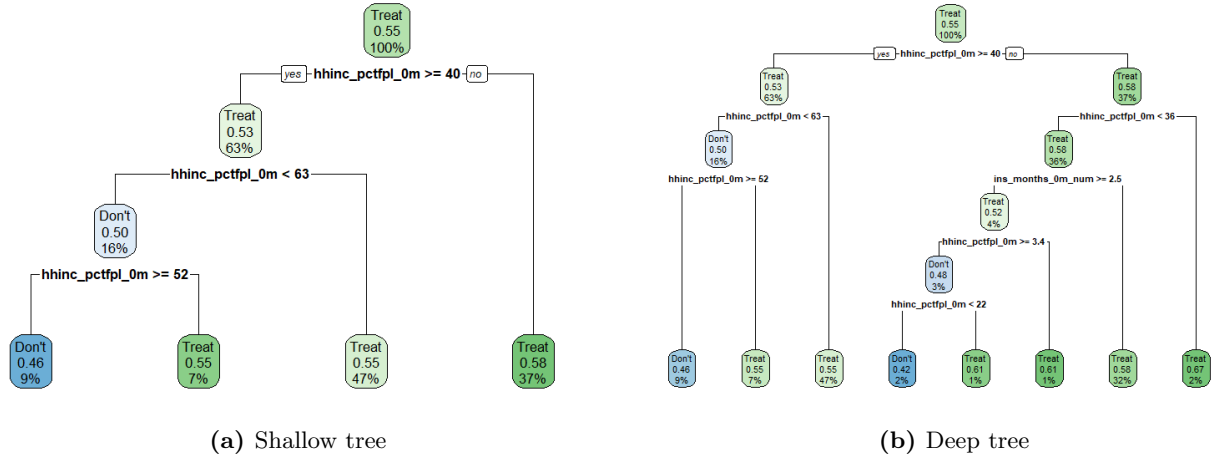 Treat
0.55
100%
yes
hhinc_pctfpl_0m >= 40
no
Treat
0.53
63%
hhinc_pctfpl_0m < 63
Don't
0.50
16%
hhinc_pctfpl_0m >= 52
Don't
0.46
9%
Treat
0.55
7%
Treat
0.55
47%
Treat
0.58
37%
(a) Shallow tree
Treat
0.55
100%
yes
hhinc_pctfpl_0m >= 40
no
Treat
0.53
63%
Treat
0.58
37%
hhinc_pctfpl_0m < 63
hhinc_pctfpl_0m < 36
Don't
0.50
16%
Treat
0.58
36%
hhinc_pctfpl_0m >= 52
ins_months_0m_num >= 2.5
Treat
0.52
4%
hhinc_pctfpl_0m >= 3.4
Don't
0.48
3%
hhinc_pctfpl_0m < 22
Don't
0.46
9%
Treat
0.55
7%
Treat
0.55
47%
Don't
0.42
2%
Treat
0.61
1%
Treat
0.61
1%
Treat
0.58
32%
Treat
0.67
2%
(b) Deep tree